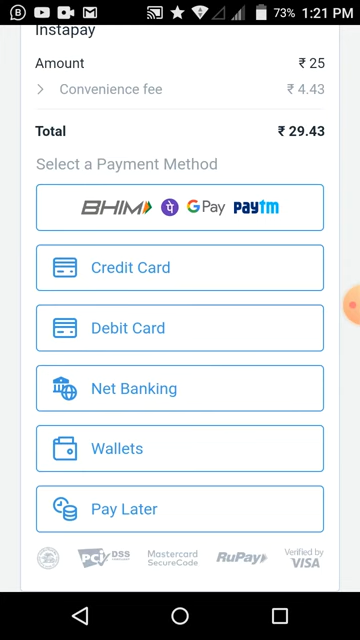 73% 1:21 PM
Instapay
Amount ₹ 25
Convenience fee ₹ 4.43
Total ₹ 29.43
Select a Payment Method
BHIM पे G Pay paytm
Credit Card
Debit Card
Net Banking
Wallets
Pay Later
PCI DSS
Mastercard
SecureCode
RuPay
Verified by
VISA